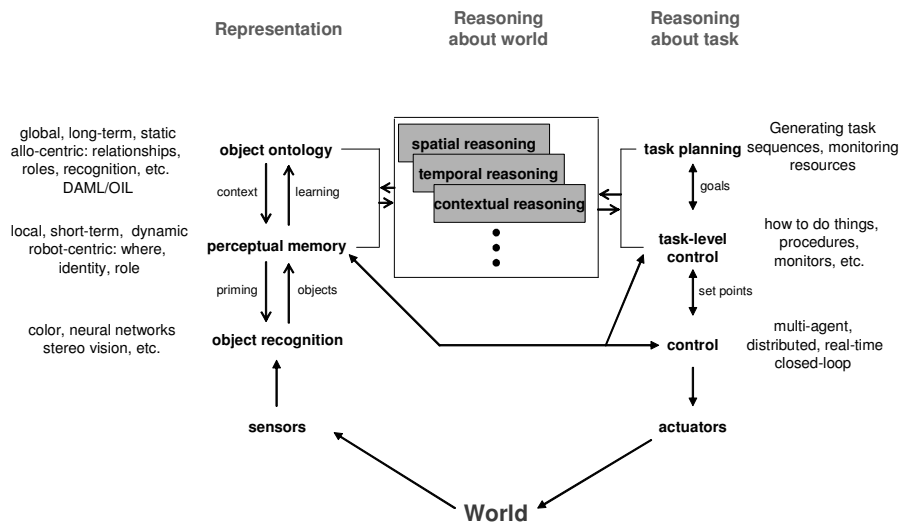 Representation
Reasoning
about world
Reasoning
about task
global, long-term, static
allo-centric: relationships,
roles, recognition, etc.
DAML/OIL
object ontology
context
learning
local, short-term, dynamic
robot-centric: where,
identity, role
perceptual memory
priming
objects
color, neural networks
stereo vision, etc.
object recognition
sensors
spatial reasoning
temporal reasoning
contextual reasoning
task planning
Generating task
sequences, monitoring
resources
goals
task-level
control
how to do things,
procedures,
monitors, etc.
set points
control
multi-agent,
distributed, real-time
closed-loop
actuators
World